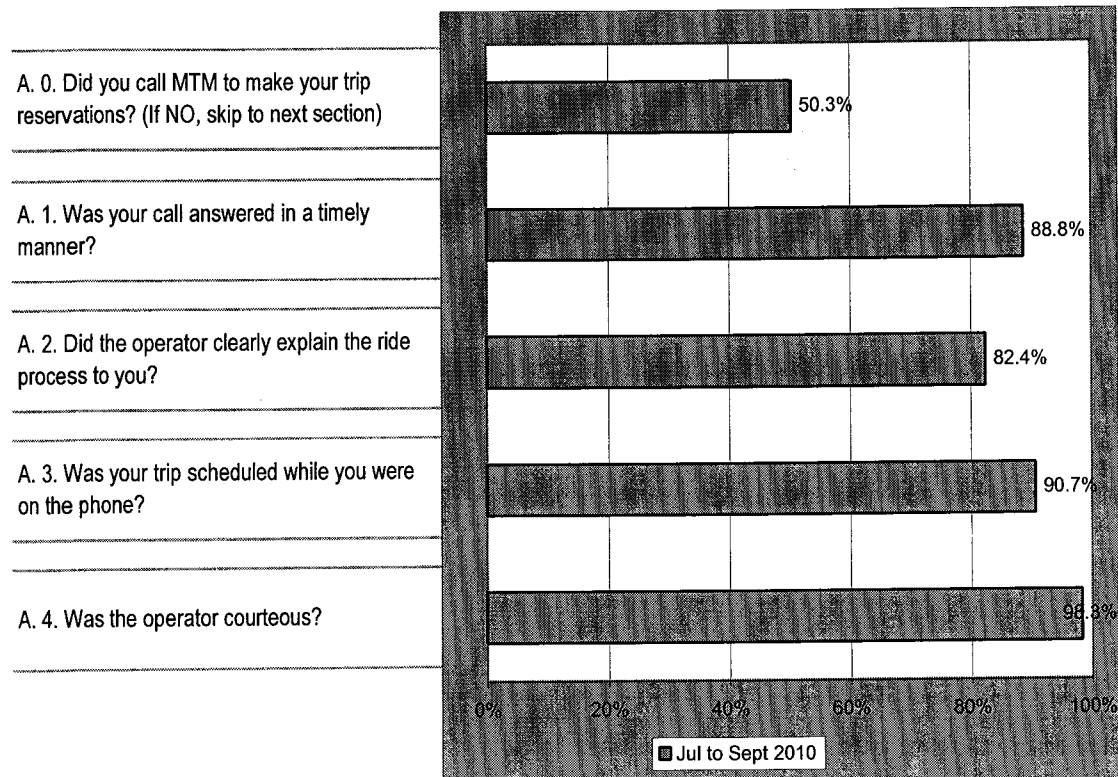 A. 0. Did you call MTM to make your trip
reservations? (If NO, skip to next section)
50.3%
A. 1. Was your call answered in a timely
manner?
88.8%
A. 2. Did the operator clearly explain the ride
process to you?
82.4%
A. 3. Was your trip scheduled while you were
on the phone?
90.7%
A. 4. Was the operator courteous?
98.3%
0% 20% 40% 60% 80% 100%
Jul to Sept 2010